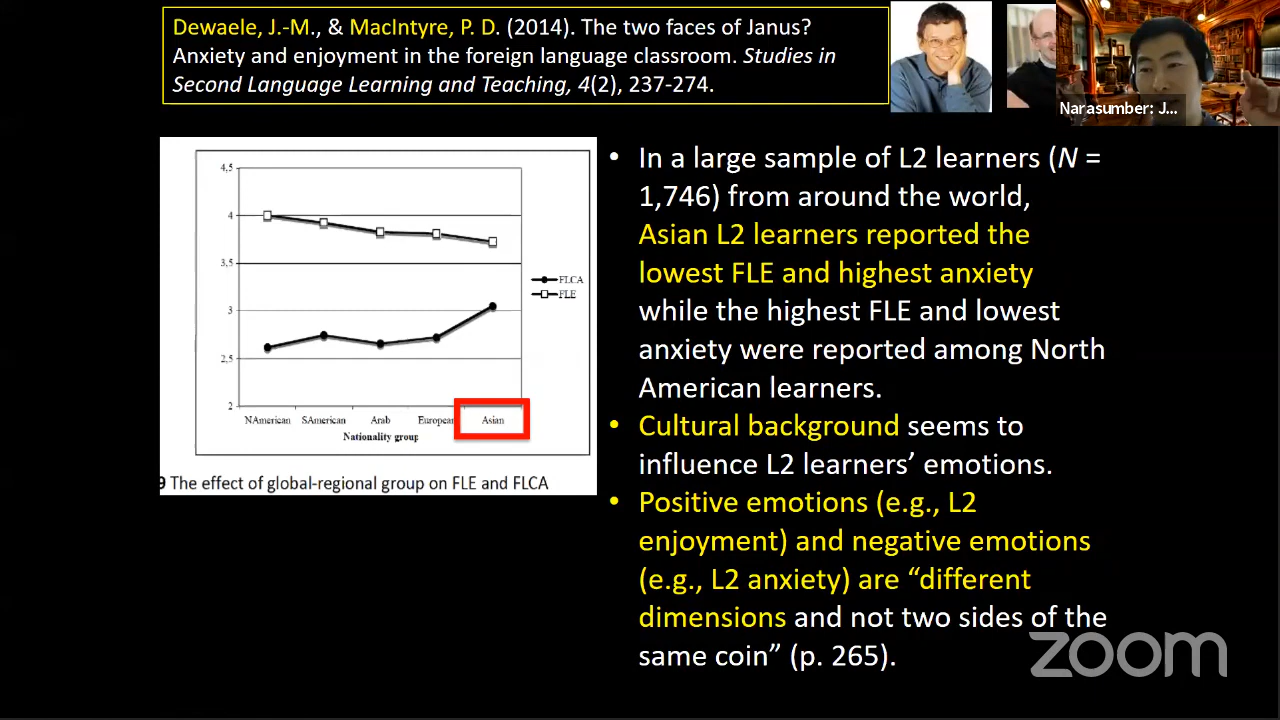 Dewaele, J.-M., & MacIntyre, P. D. (2014). The two faces of Janus?
Anxiety and enjoyment in the foreign language classroom. Studies in
Second Language Learning and Teaching, 4(2), 237-274.
Narasumber: J...
4,5
4
3,5
3
2,5
2
FLCA
FLE
NAmerican SAmerican Arab European Asian
Nationality group
9 The effect of global-regional group on FLE and FLCA
• In a large sample of L2 learners (N =
1,746) from around the world,
Asian L2 learners reported the
lowest FLE and highest anxiety
while the highest FLE and lowest
anxiety were reported among North
American learners.
• Cultural background seems to
influence L2 learners’ emotions.
• Positive emotions (e.g., L2
enjoyment) and negative emotions
(e.g., L2 anxiety) are “different
dimensions and not two sides of the
same coin” (p. 265).
zoom